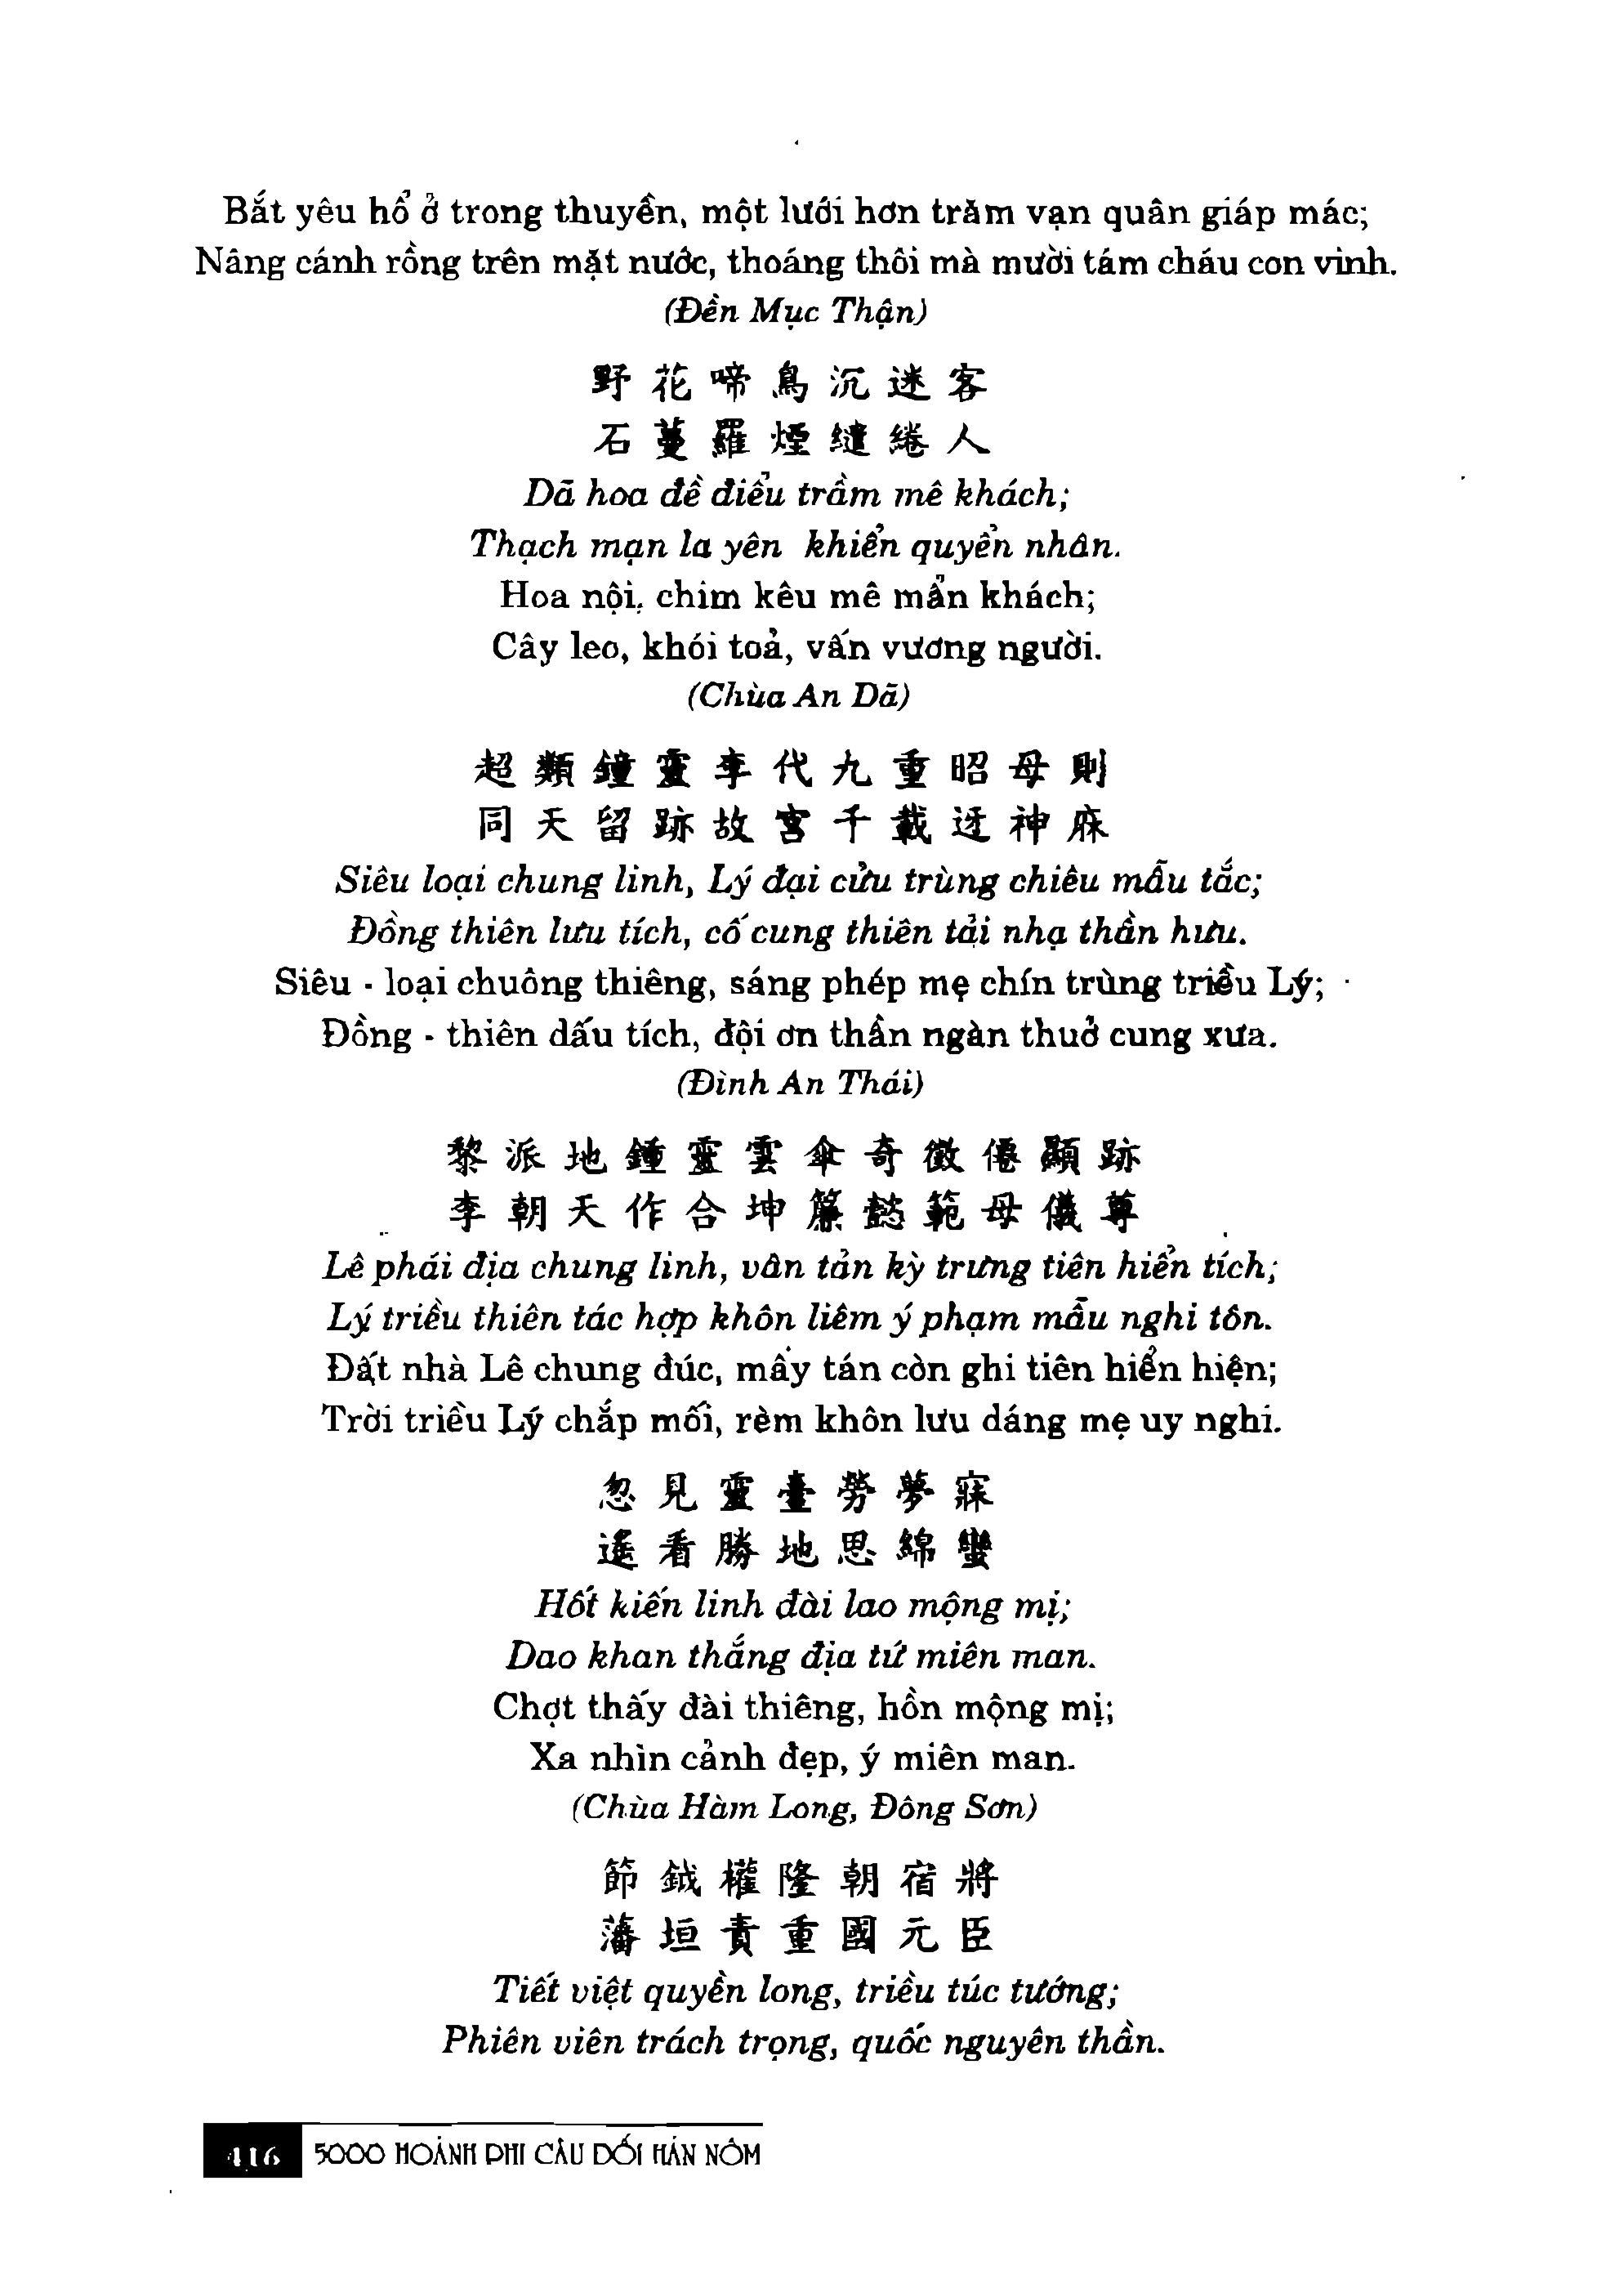 Bắt yêu hổ ở trong thuyền, một lưới hơn trăm vạn quân giáp mác;
Nâng cánh rồng trên mặt nước, thoáng thôi mà mười tám cháu con vinh.
(Đền Mục Thận)
野花啼鳥沉迷客
石蔓羅煙繾綣人
Dã hoa đề điểu trầm mê khách;
Thạch mạn la yên khiển quyển nhân.
Hoa nội, chim kêu mê mẩn khách;
Cây leo, khói toả, vấn vương người.
(Chùa An Dã)
超類鐘靈李代九重昭母則
同天留跡故宮千載迓神庥
Siêu loại chung linh, Lý đại cửu trùng chiêu mẫu tắc;
Đồng thiên lưu tích, cố cung thiên tải nhạ thần hưu.
Siêu - loại chuông thiêng, sáng phép mẹ chín trùng triều Lý;
Đồng - thiên dấu tích, đội ơn thần ngàn thuở cung xưa.
(Đình An Thái)
黎派地鍾靈雲傘奇徵僊顯跡
李朝天作合坤簾懿範母儀尊
Lê phái địa chung linh, vân tản kỳ trưng tiên hiển tích;
Lý triều thiên tác hợp khôn liêm ý phạm mẫu nghi tôn.
Đất nhà Lê chung đúc, mây tán còn ghi tiên hiển hiện;
Trời triều Lý chắp mối, rèm khôn lưu dáng mẹ uy nghi.
忽見靈臺勞夢寐
遙看勝地思綿蠻
Hốt kiến linh đài lao mộng mị;
Dao khan thắng địa tứ miên man.
Chợt thấy đài thiêng, hồn mộng mị;
Xa nhìn cảnh đẹp, ý miên man.
(Chùa Hàm Long, Đông Sơn)
節鉞權隆朝宿將
藩垣責重國元臣
Tiết việt quyền long, triều túc tướng;
Phiên viên trách trọng, quốc nguyên thần.
416 5000 HOÀNH PHI CÂU ĐỐI HÁN NÔM